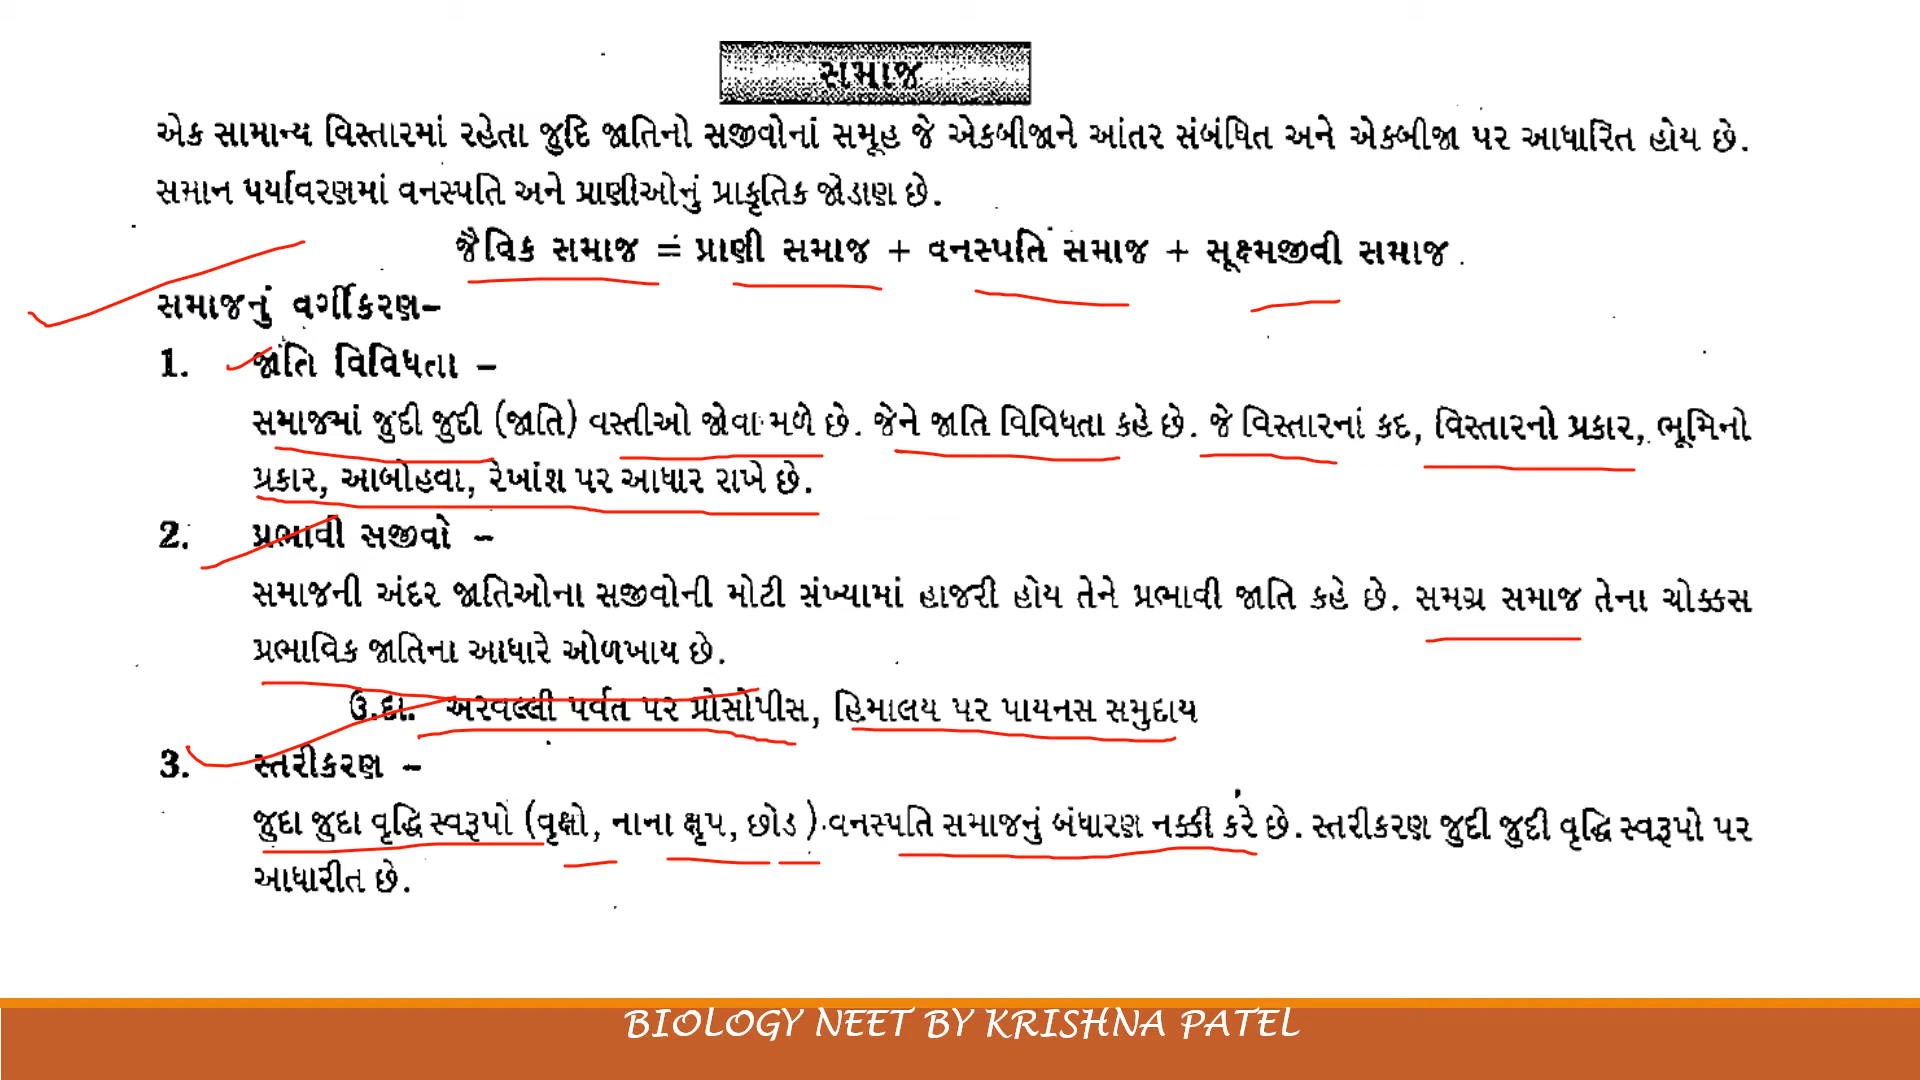 સમાજ
એક સામાન્ય વિસ્તારમાં રહેતા જુદિ જાતિનો સજીવોનાં સમૂહ જે એકબીજાને આંતર સંબંધિત અને એકબીજા પર આધારિત હોય છે.
સમાન પર્યાવરણમાં વનસ્પતિ અને પ્રાણીઓનું પ્રાકૃતિક જોડાણ છે.
જૈવિક સમાજ = પ્રાણી સમાજ + વનસ્પતિ સમાજ + સૂક્ષ્મજીવી સમાજ
સમાજનું વર્ગીકરણ–
1. જાતિ વિવિધતા –
સમાજમાં જુદી જુદી (જાતિ) વસ્તીઓ જોવા મળે છે. જેને જાતિ વિવિધતા કહે છે. જે વિસ્તારનાં કદ, વિસ્તારનો પ્રકાર, ભૂમિનો
પ્રકાર, આબોહવા, રેખાંશ પર આધાર રાખે છે.
2. પ્રભાવી સજીવો –
સમાજની અંદર જાતિઓના સજીવોની મોટી સંખ્યામાં હાજરી હોય તેને પ્રભાવી જાતિ કહે છે. સમગ્ર સમાજ તેના ચોક્કસ
પ્રભાવિક જાતિના આધારે ઓળખાય છે.
ઉ.દા. અરવલ્લી પર્વત પર પ્રોસોપીસ, હિમાલય પર પાયનસ સમુદાય
3. સ્તરીકરણ –
જુદા જુદા વૃદ્ધિ સ્વરૂપો (વૃક્ષો, નાના ક્ષૃપ, છોડ) વનસ્પતિ સમાજનું બંધારણ નક્કી કરે છે. સ્તરીકરણ જુદી જુદી વૃદ્ધિ સ્વરૂપો પર
આધારીત છે.
BIOLOGY NEET BY KRISHNA PATEL